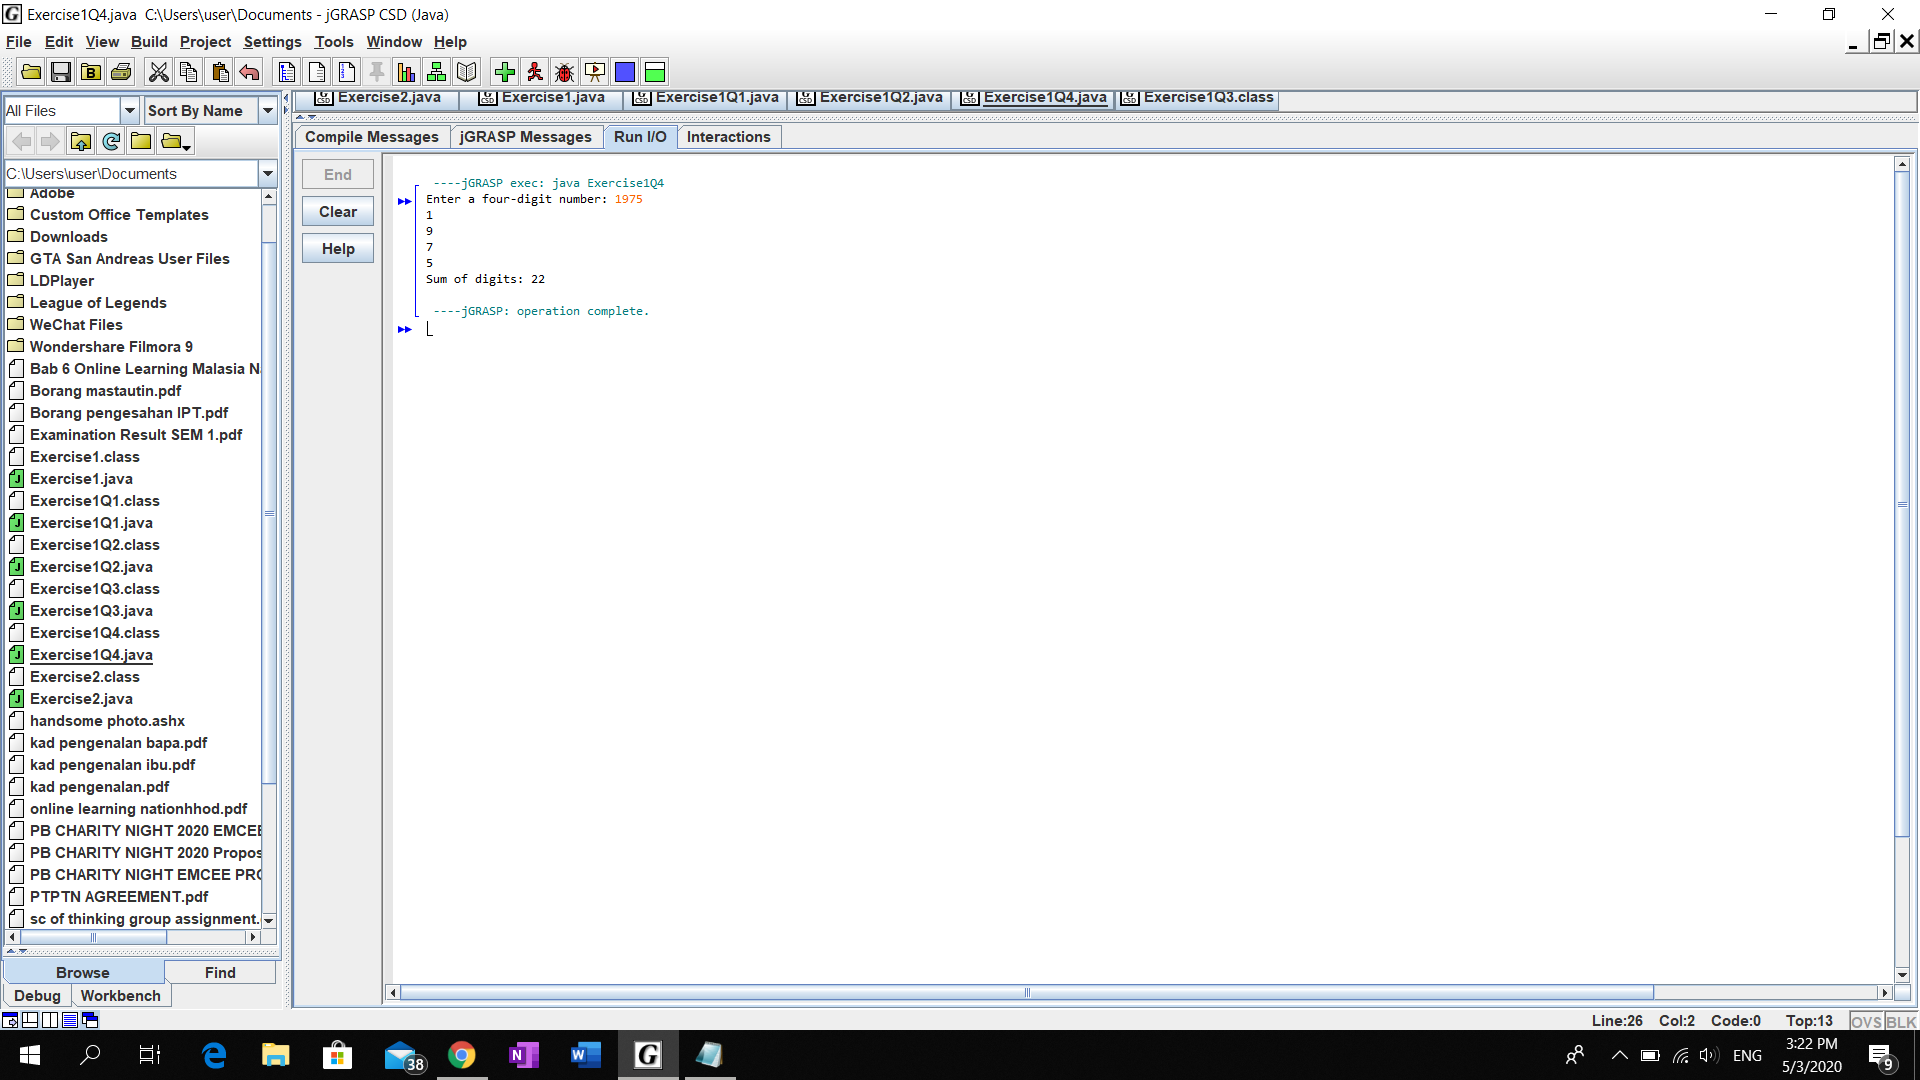 Exercise1Q4.java  C:\Users\user\Documents - jGRASP CSD (Java)
File Edit View Build Project Settings Tools Window Help
All Files
Sort By Name
C:\Users\user\Documents
Adobe
Custom Office Templates
Downloads
GTA San Andreas User Files
LDPlayer
League of Legends
WeChat Files
Wondershare Filmora 9
Bab 6 Online Learning Malasia N
Borang mastautin.pdf
Borang pengesahan IPT.pdf
Examination Result SEM 1.pdf
Exercise1.class
Exercise1.java
Exercise1Q1.class
Exercise1Q1.java
Exercise1Q2.class
Exercise1Q2.java
Exercise1Q3.class
Exercise1Q3.java
Exercise1Q4.class
Exercise1Q4.java
Exercise2.class
Exercise2.java
handsome photo.ashx
kad pengenalan bapa.pdf
kad pengenalan ibu.pdf
kad pengenalan.pdf
online learning nationhhod.pdf
PB CHARITY NIGHT 2020 EMCEE
PB CHARITY NIGHT 2020 Propos
PB CHARITY NIGHT EMCEE PRO
PTPTN AGREEMENT.pdf
sc of thinking group assignment.
Browse Find
Debug Workbench
Exercise2.java Exercise1.java Exercise1Q1.java Exercise1Q2.java Exercise1Q4.java Exercise1Q3.class
Compile Messages jGRASP Messages Run I/O Interactions
End
Clear
Help
----jGRASP exec: java Exercise1Q4
Enter a four-digit number: 1975
1
9
7
5
Sum of digits: 22
----jGRASP: operation complete.
Line:26 Col:2 Code:0 Top:13 OVS BLK
38
ENG
3:22 PM
5/3/2020
9